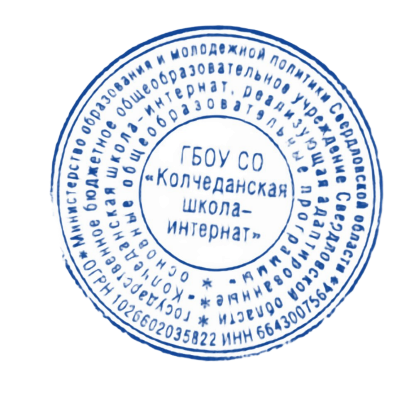 * Министерство образования и молодежной политики Свердловской области *
ОГРН 1026602035822 ИНН 6643007564
* государственное бюджетное общеобразовательное учреждение Свердловской области
* «Колчеданская школа-интернат, реализующая адаптированные
основные общеобразовательные программы»
ГБОУ СО
«Колчеданская
школа-
интернат»